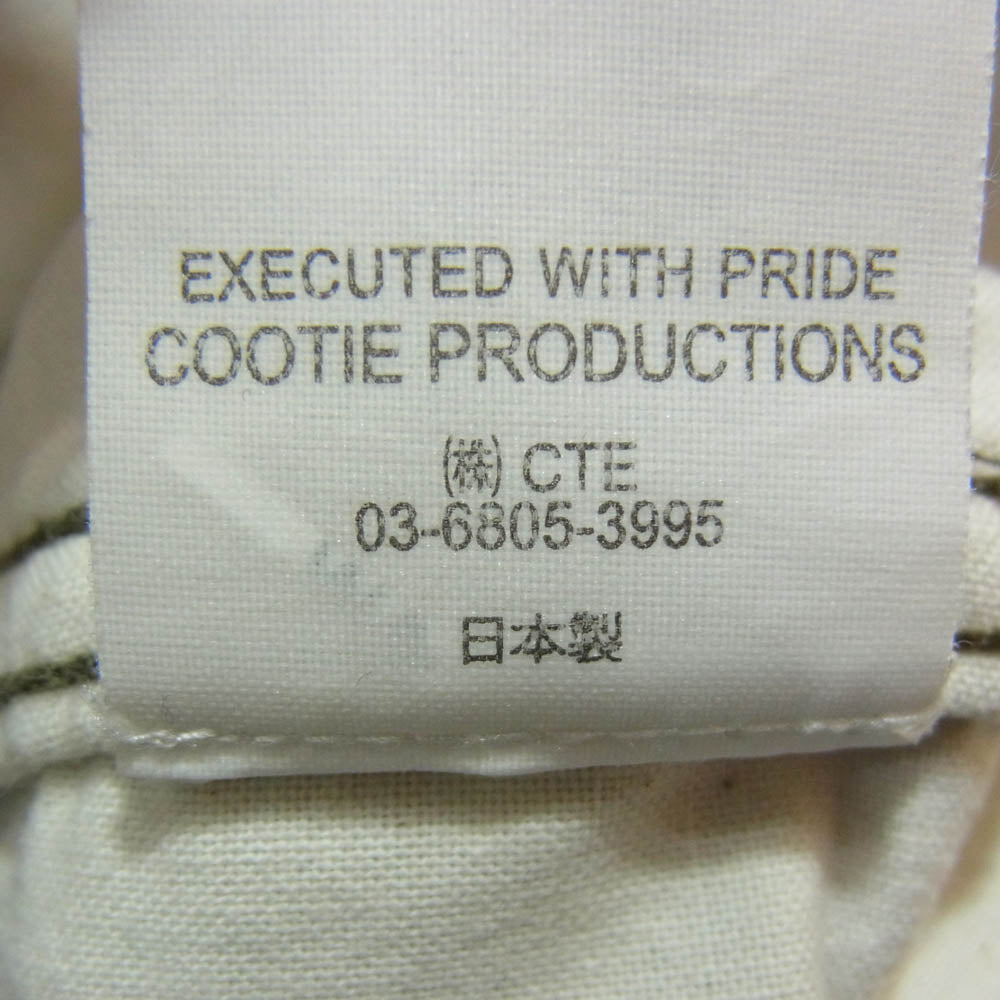 EXECUTED WITH PRIDE
COOTIE PRODUCTIONS
(株) CTE
03-6805-3995
日本製